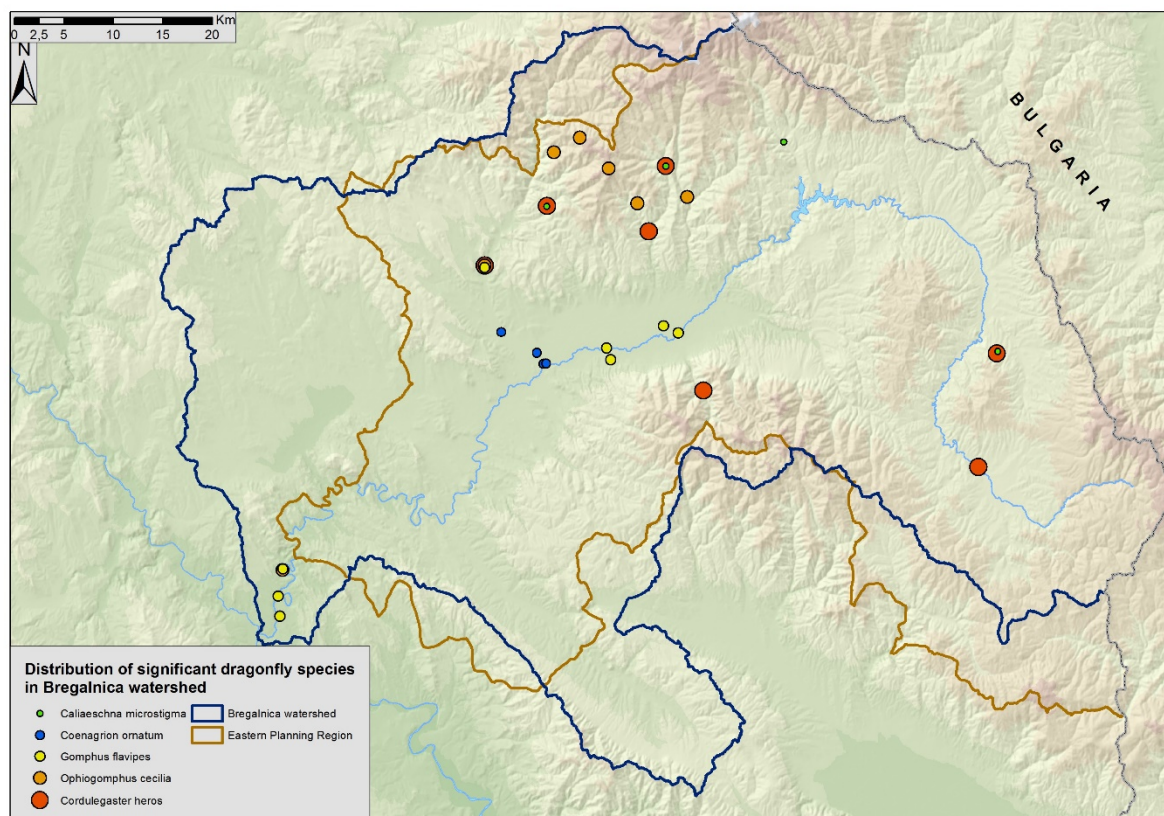 Km
0 2,5 5 10 15 20
N
BULGARIA
Distribution of significant dragonfly species
in Bregalnica watershed
Caliaeschna microstigma Bregalnica watershed
Coenagrion ornatum Eastern Planning Region
Gomphus flavipes
Ophiogomphus cecilia
Cordulegaster heros